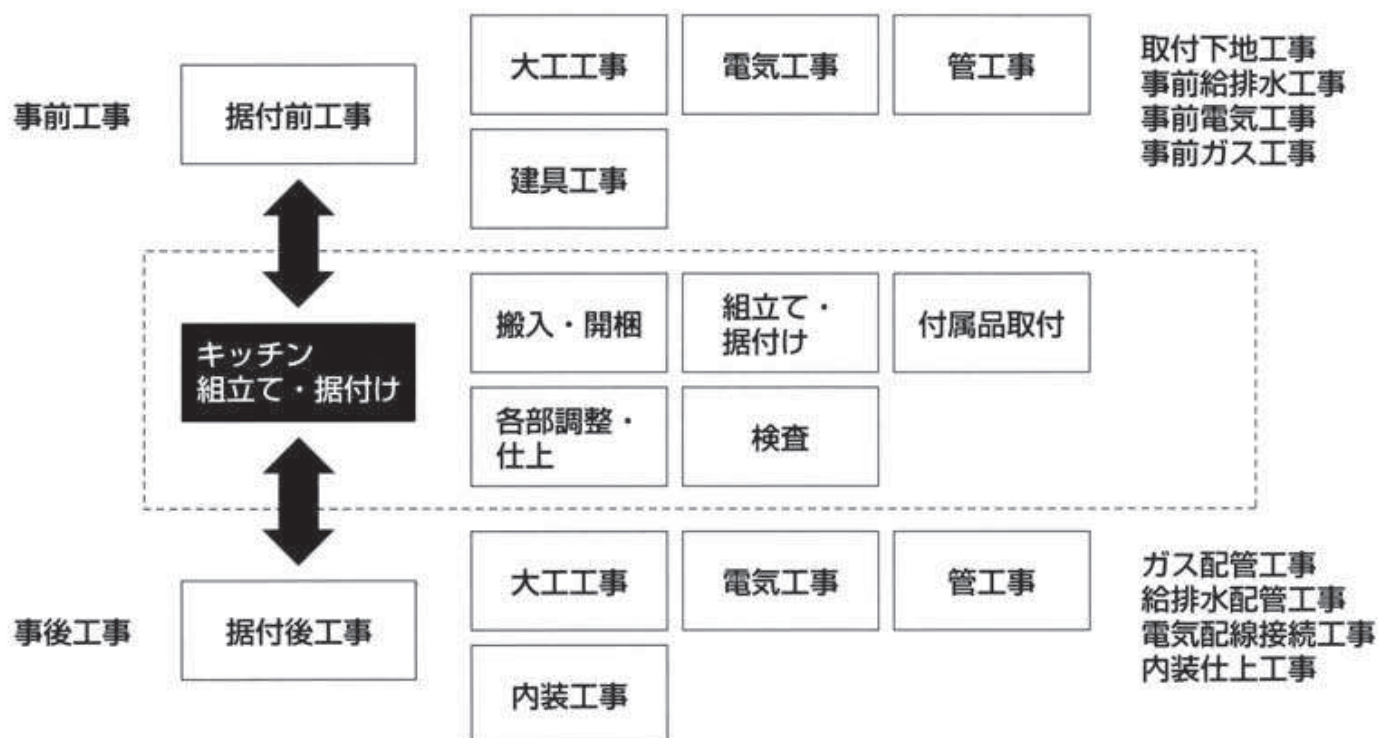 事前工事
据付前工事
大工工事
電気工事
管工事
建具工事
取付下地工事
事前給排水工事
事前電気工事
事前ガス工事
キッチン
組立て・据付け
搬入・開梱
組立て・
据付け
付属品取付
各部調整・
仕上
検査
事後工事
据付後工事
大工工事
電気工事
管工事
内装工事
ガス配管工事
給排水配管工事
電気配線接続工事
内装仕上工事